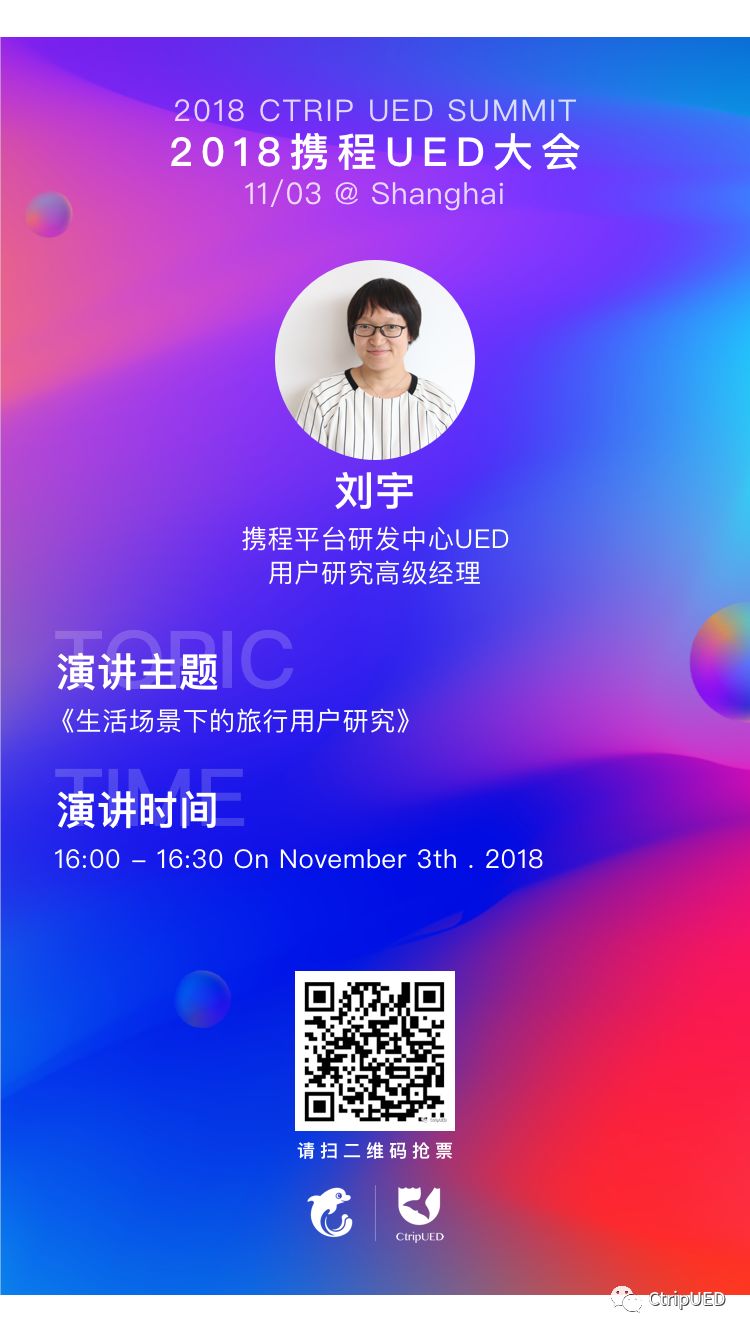 2018 CTRIP UED SUMMIT
2018携程UED大会
11/03 @ Shanghai
刘宇
携程平台研发中心UED
用户研究高级经理
TOPIC
演讲主题
《生活场景下的旅行用户研究》
TIME
演讲时间
16:00 – 16:30 On November 3th . 2018
请扫二维码抢票
CtripUED
CtripUED